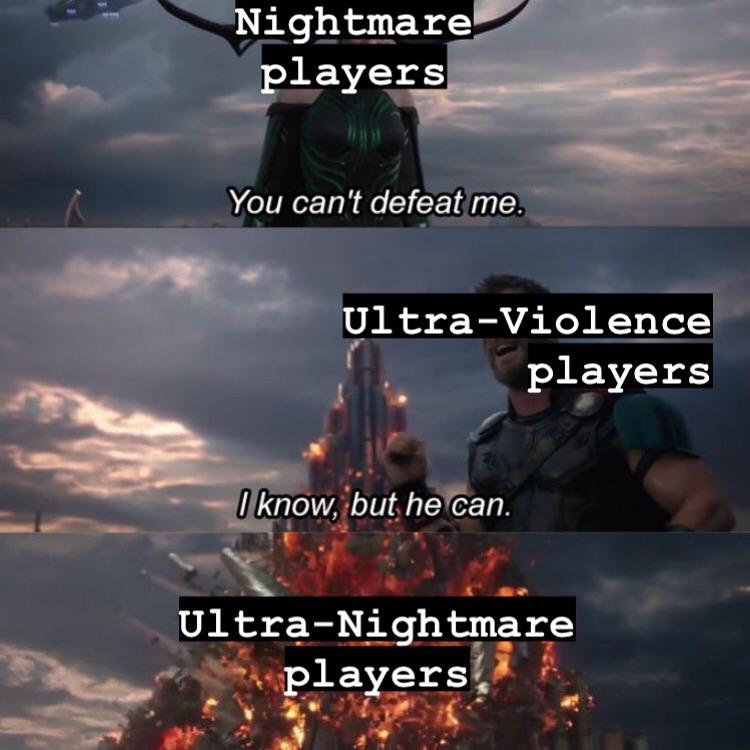 Nightmare
players
You can't defeat me.
Ultra-Violence
players
I know, but he can.
Ultra-Nightmare
players